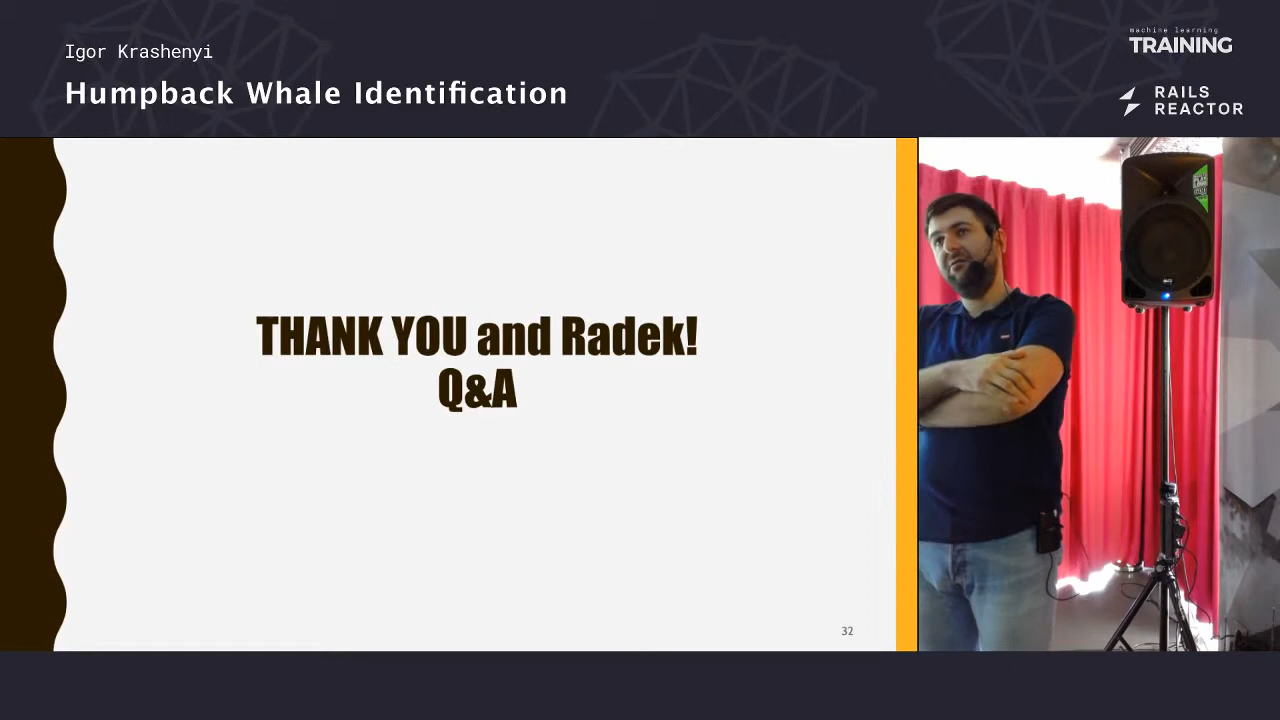 Igor Krashenyi
Humpback Whale Identification
machine learning
TRAINING
RAILS
REACTOR
THANK YOU and Radek!
Q&A
32